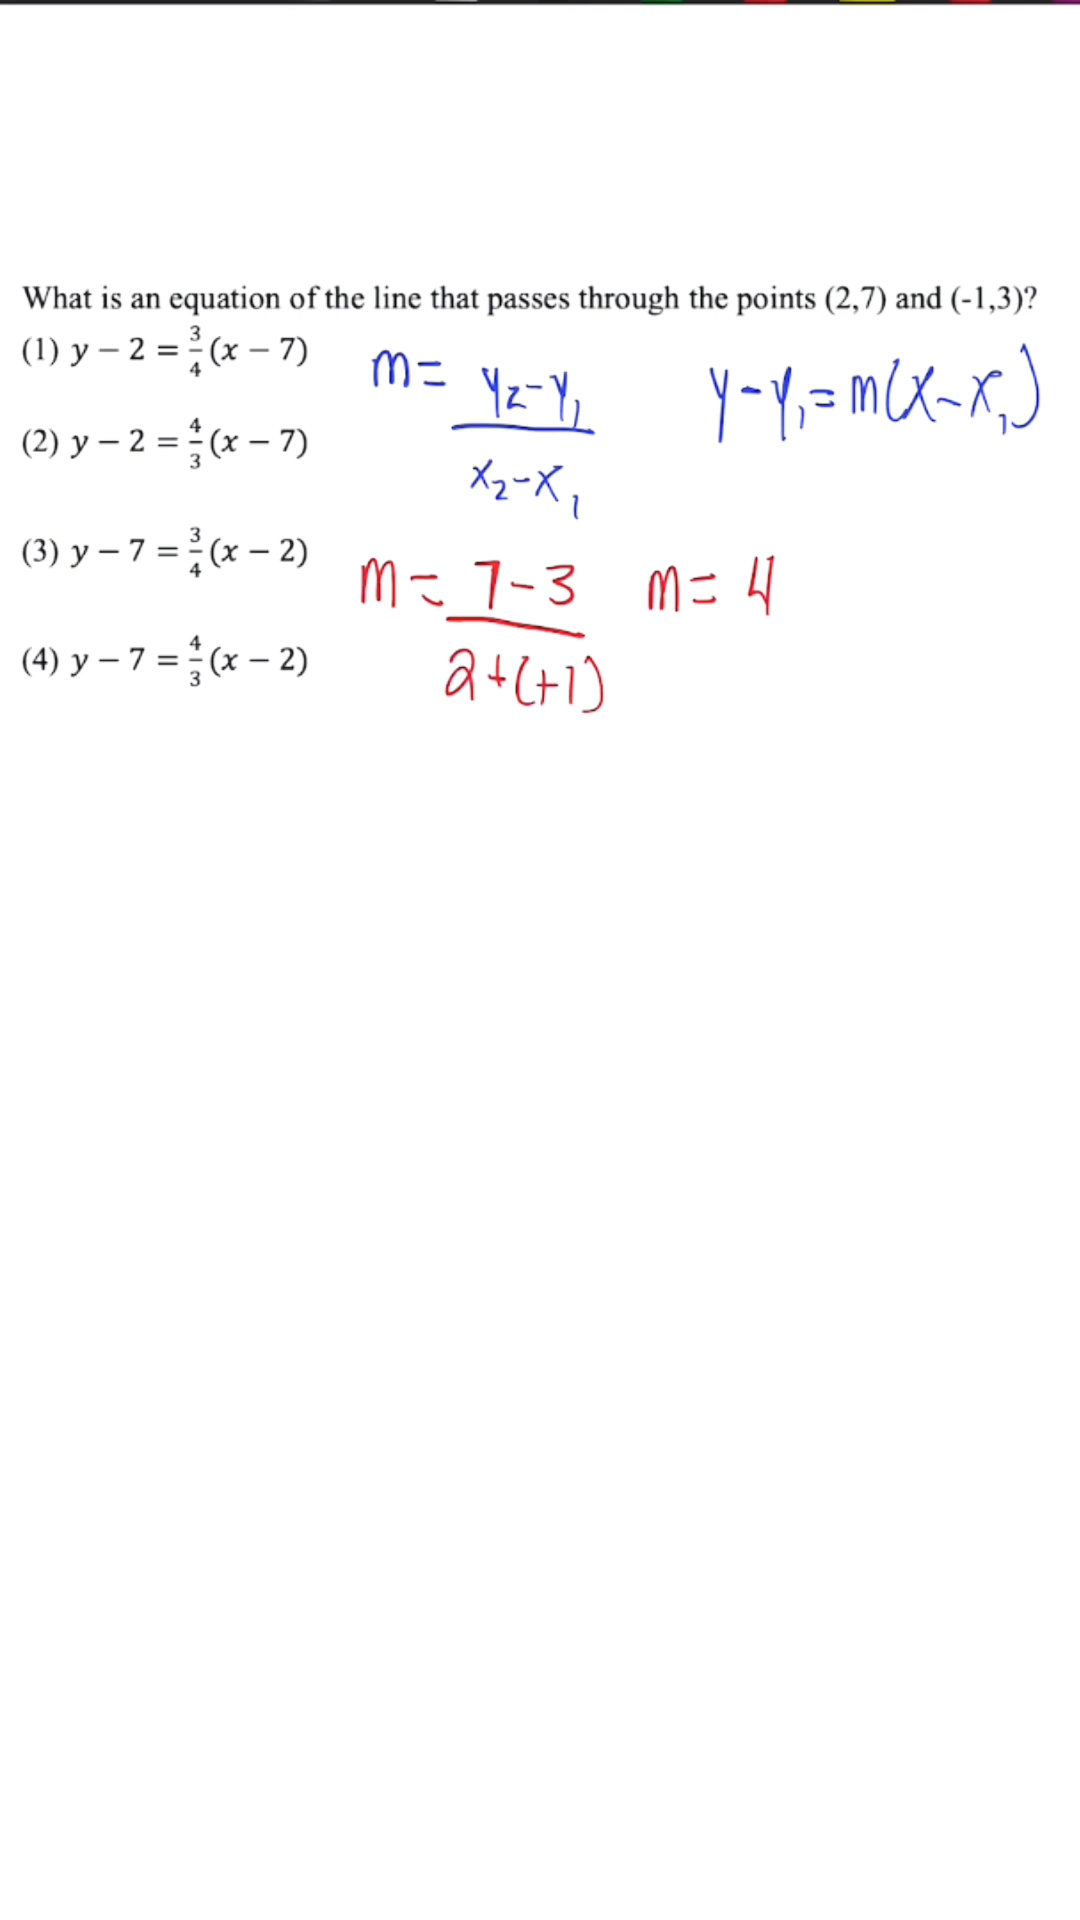 What is an equation of the line that passes through the points (2,7) and (-1,3)?
(1) y − 2 = 3/4 (x − 7)
m = y₂-y₁ / x₂-x₁
y-y₁ = m(x-x₁)
(2) y − 2 = 4/3 (x − 7)
(3) y − 7 = 3/4 (x − 2)
m = 7-3 / 2+(+1)
m = 4
(4) y − 7 = 4/3 (x − 2)